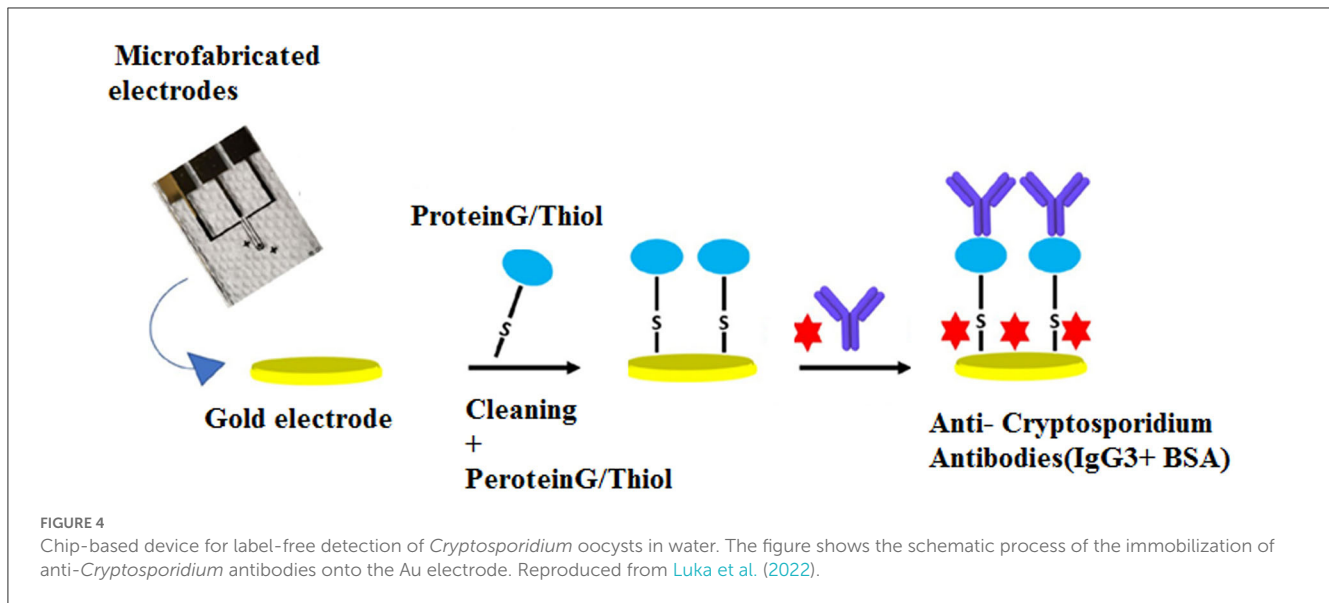 Microfabricated
electrodes
ProteinG/Thiol
S
S
S
S
S
Gold electrode
Cleaning
+
PeroteinG/Thiol
Anti- Cryptosporidium
Antibodies(IgG3+ BSA)
FIGURE 4
Chip-based device for label-free detection of Cryptosporidium oocysts in water. The figure shows the schematic process of the immobilization of
anti-Cryptosporidium antibodies onto the Au electrode. Reproduced from Luka et al. (2022).